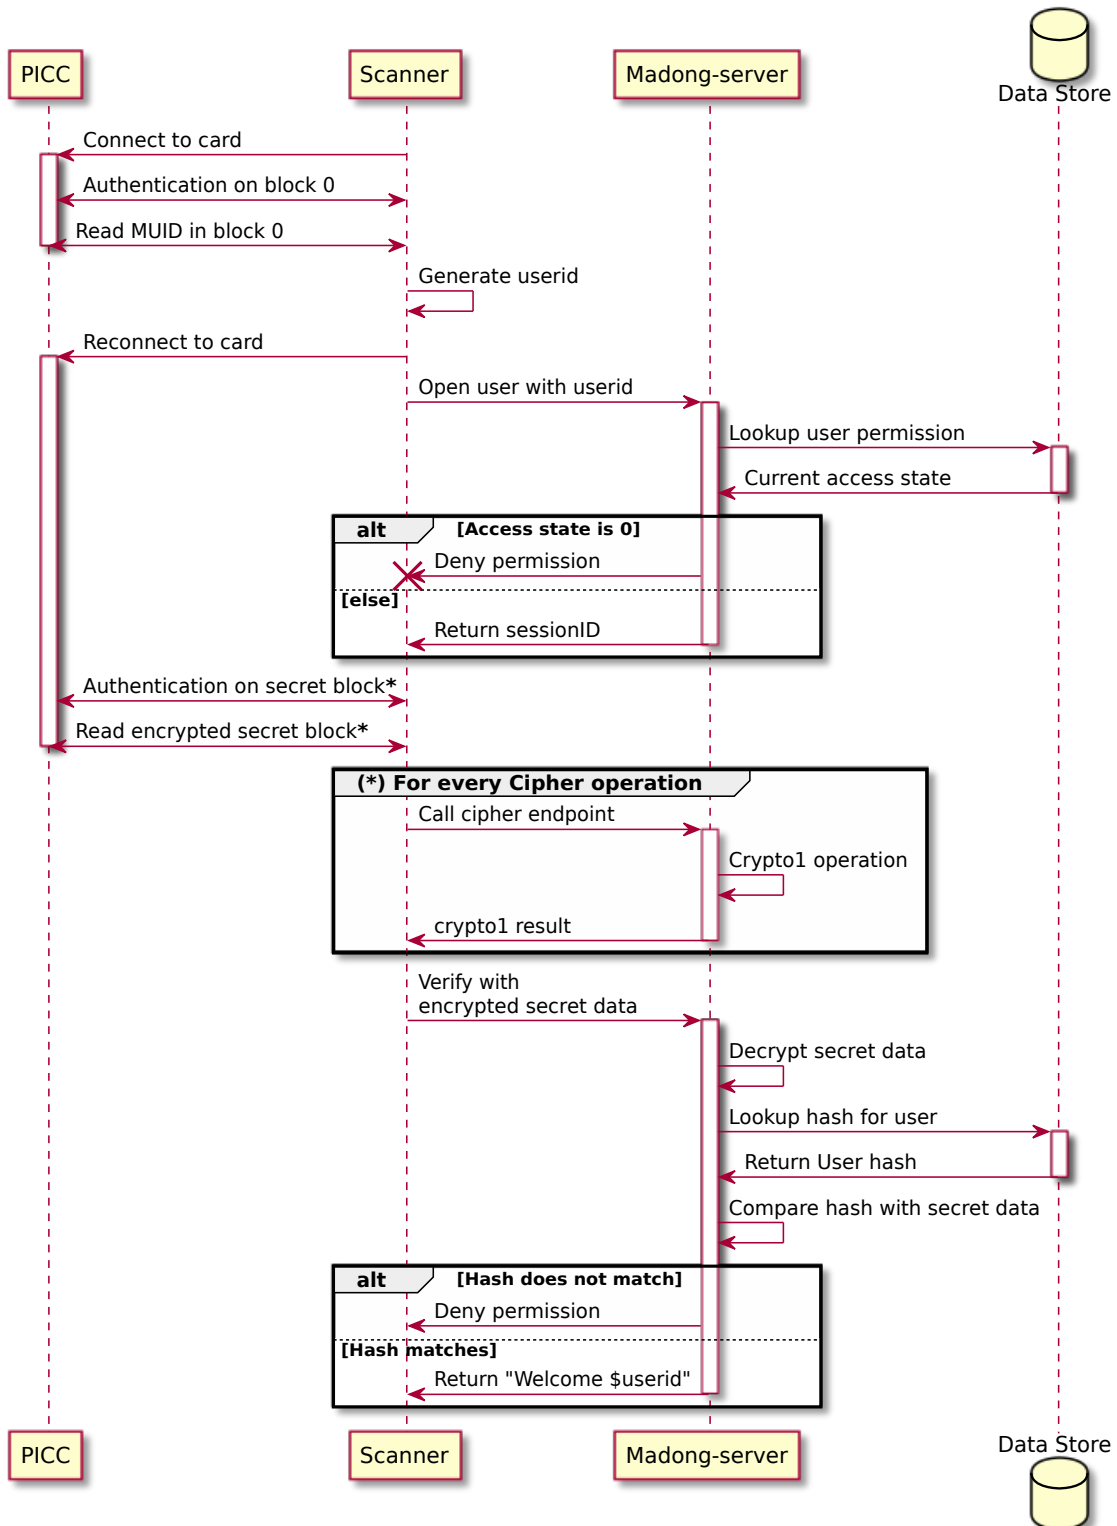 PICC
Scanner
Madong-server
Data Store
Connect to card
Authentication on block 0
Read MUID in block 0
Generate userid
Reconnect to card
Open user with userid
Lookup user permission
Current access state
alt
[Access state is 0]
Deny permission
[else]
Return sessionID
Authentication on secret block*
Read encrypted secret block*
(*) For every Cipher operation
Call cipher endpoint
Crypto1 operation
crypto1 result
Verify with
encrypted secret data
Decrypt secret data
Lookup hash for user
Return User hash
Compare hash with secret data
alt
[Hash does not match]
Deny permission
[Hash matches]
Return "Welcome $userid"
PICC
Scanner
Madong-server
Data Store